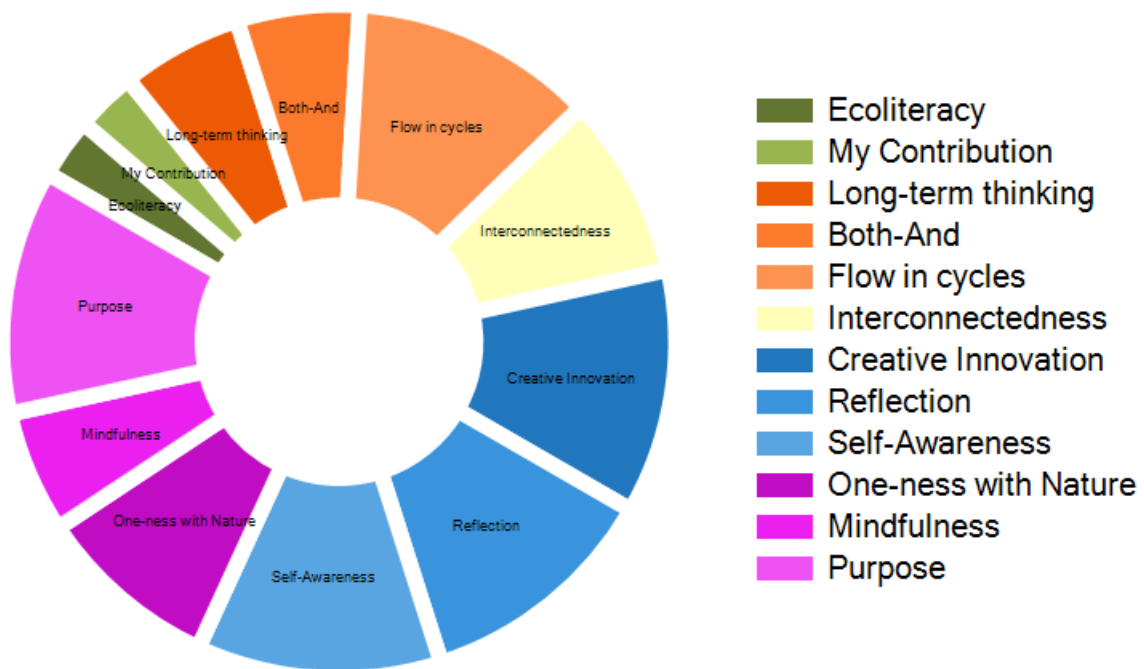 Both-And
Flow in cycles
Long-term thinking
My Contribution
Ecoliteracy
Interconnectedness
Purpose
Creative Innovation
Mindfulness
One-ness with Nature
Reflection
Self-Awareness
Ecoliteracy
My Contribution
Long-term thinking
Both-And
Flow in cycles
Interconnectedness
Creative Innovation
Reflection
Self-Awareness
One-ness with Nature
Mindfulness
Purpose